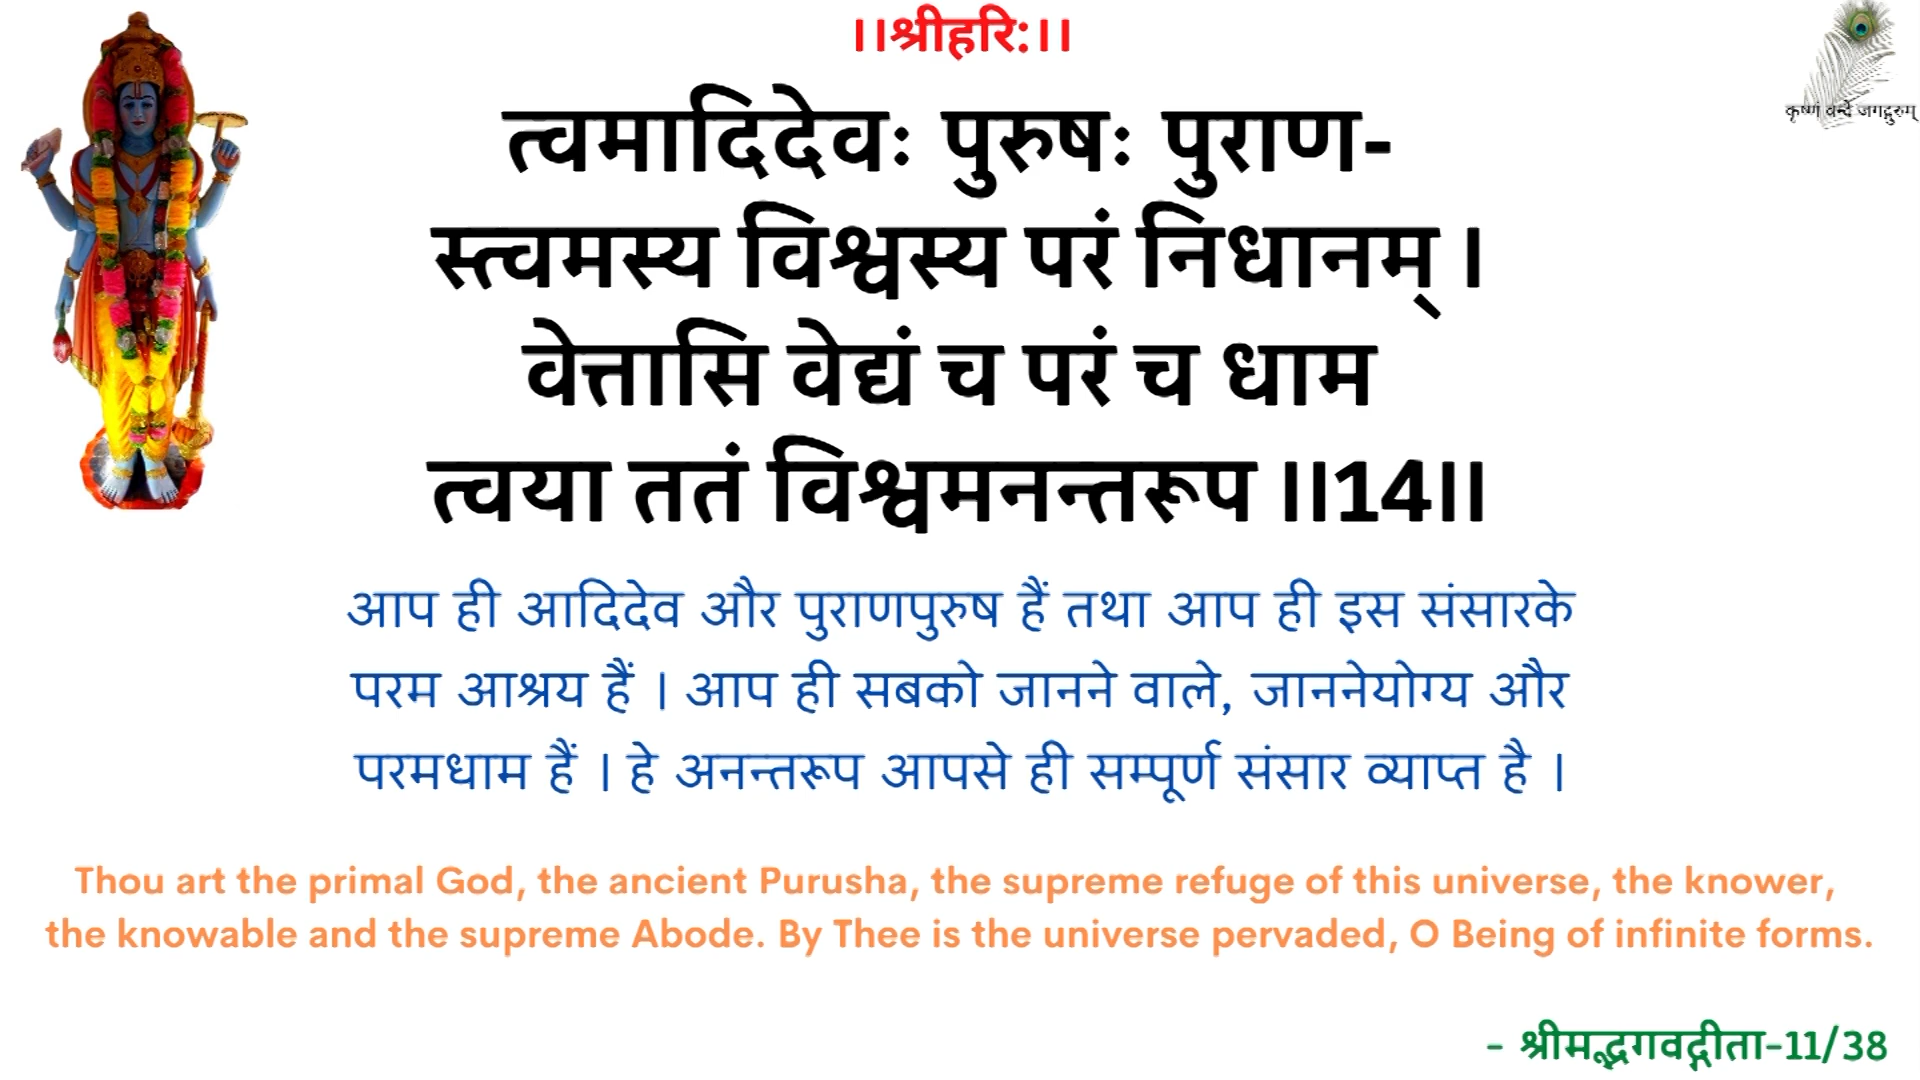 ।।श्रीहरि:।।
कृष्णं वन्दे जगद्गुरुम्
त्वमादिदेवः पुरुषः पुराण-
स्त्वमस्य विश्वस्य परं निधानम् ।
वेत्तासि वेद्यं च परं च धाम
त्वया ततं विश्वमनन्तरूप ।।14।।
आप ही आदिदेव और पुराणपुरुष हैं तथा आप ही इस संसारके
परम आश्रय हैं । आप ही सबको जानने वाले, जाननेयोग्य और
परमधाम हैं । हे अनन्तरूप आपसे ही सम्पूर्ण संसार व्याप्त है ।
Thou art the primal God, the ancient Purusha, the supreme refuge of this universe, the knower,
the knowable and the supreme Abode. By Thee is the universe pervaded, O Being of infinite forms.
- श्रीमद्भगवद्गीता-11/38